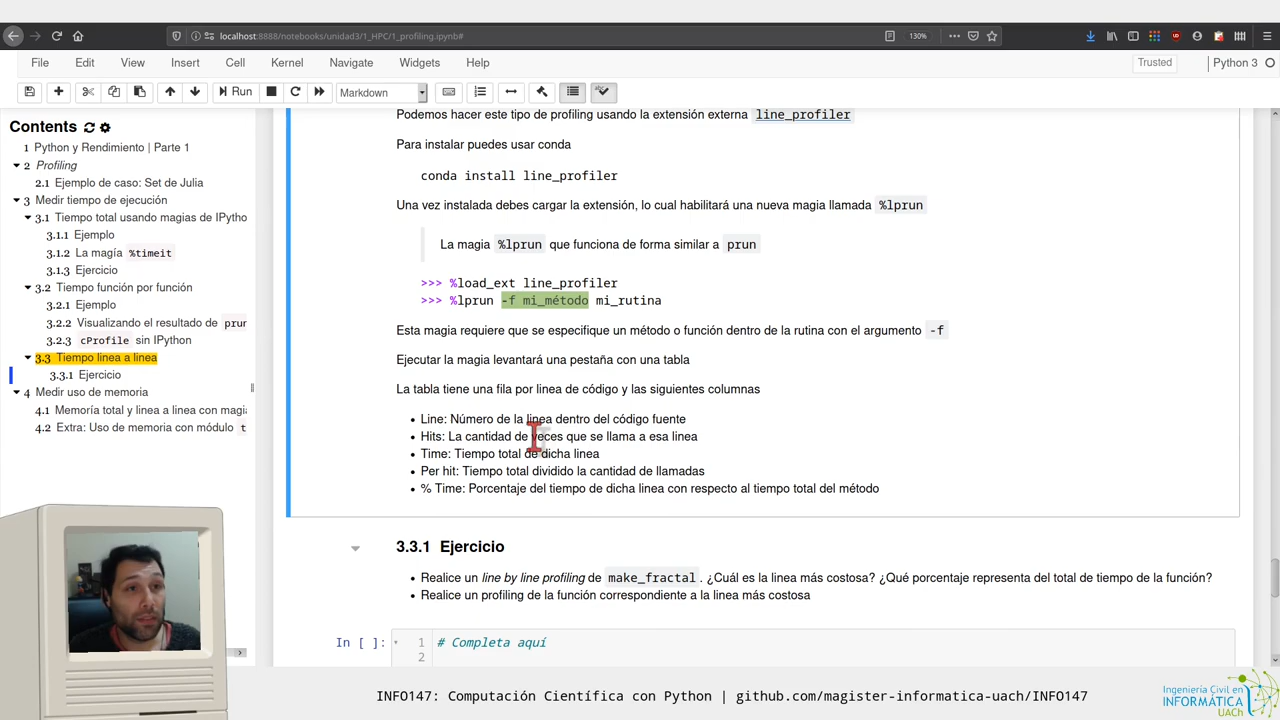 localhost:8888/notebooks/unidad3/1_HPC/1_profiling.ipynb#
130%
File Edit View Insert Cell Kernel Navigate Widgets Help
Trusted
Python 3
Run
Markdown
Contents
1 Python y Rendimiento | Parte 1
2 Profiling
2.1 Ejemplo de caso: Set de Julia
3 Medir tiempo de ejecución
3.1 Tiempo total usando magias de IPytho
3.1.1 Ejemplo
3.1.2 La magía %timeit
3.1.3 Ejercicio
3.2 Tiempo función por función
3.2.1 Ejemplo
3.2.2 Visualizando el resultado de prun
3.2.3 cProfile sin IPython
3.3 Tiempo linea a linea
3.3.1 Ejercicio
4 Medir uso de memoria
4.1 Memoría total y linea a linea con magi
4.2 Extra: Uso de memoria con módulo t
Podemos hacer este tipo de profiling usando la extensión externa line_profiler
Para instalar puedes usar conda
conda install line_profiler
Una vez instalada debes cargar la extensión, lo cual habilitará una nueva magia llamada %lprun
La magia %lprun que funciona de forma similar a prun
>>> %load_ext line_profiler
>>> %lprun -f mi_método mi_rutina
Esta magia requiere que se especifique un método o función dentro de la rutina con el argumento -f
Ejecutar la magia levantará una pestaña con una tabla
La tabla tiene una fila por linea de código y las siguientes columnas
• Line: Número de la linea dentro del código fuente
• Hits: La cantidad de veces que se llama a esa linea
• Time: Tiempo total de dicha linea
• Per hit: Tiempo total dividido la cantidad de llamadas
• % Time: Porcentaje del tiempo de dicha linea con respecto al tiempo total del método
3.3.1 Ejercicio
• Realice un line by line profiling de make_fractal. ¿Cuál es la linea más costosa? ¿Qué porcentaje representa del total de tiempo de la función?
• Realice un profiling de la función correspondiente a la linea más costosa
In [ ]:
1 # Completa aquí
2
INFO147: Computación Científica con Python | github.com/magister-informatica-uach/INFO147
Ingeniería Civil en
INFORMÁTICA
UACh